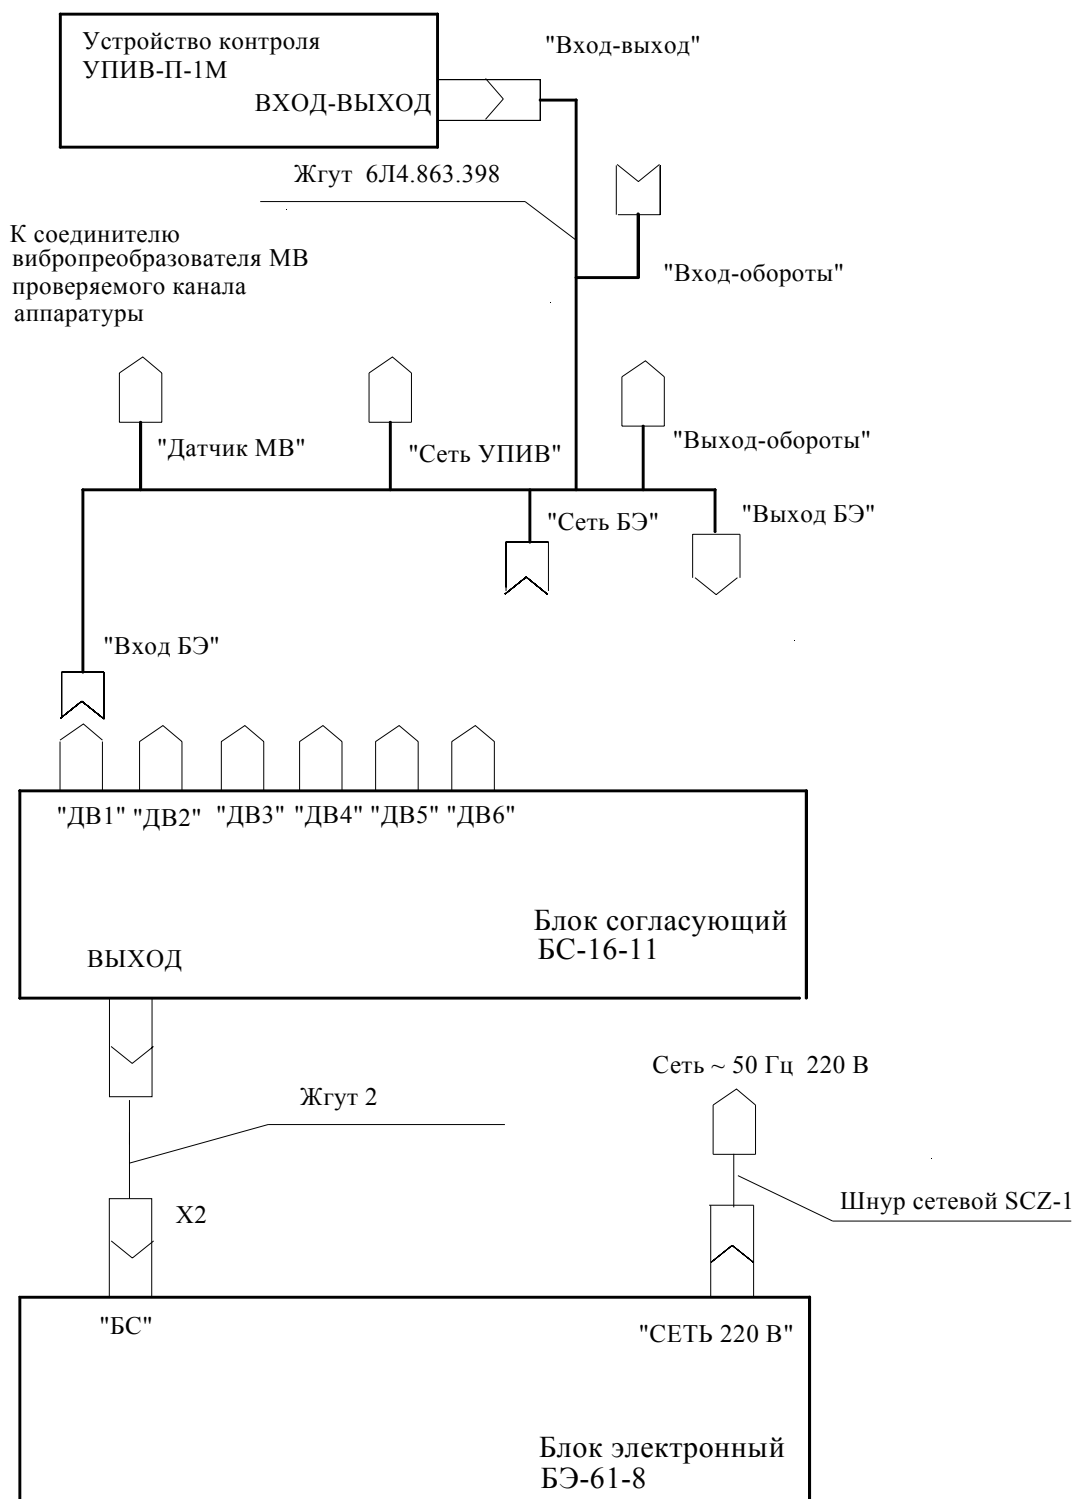 Устройство контроля
УПИВ-П-1М
ВХОД-ВЫХОД
"Вход-выход"
Жгут 6Л4.863.398
К соединителю
вибропреобразователя МВ
проверяемого канала
аппаратуры
"Вход-обороты"
"Датчик МВ"
"Сеть УПИВ"
"Выход-обороты"
"Сеть БЭ"
"Выход БЭ"
"Вход БЭ"
"ДВ1" "ДВ2" "ДВ3" "ДВ4" "ДВ5" "ДВ6"
Блок согласующий
БС-16-11
ВЫХОД
Сеть ~ 50 Гц 220 В
Жгут 2
Х2
Шнур сетевой SCZ-1
"БС"
"СЕТЬ 220 В"
Блок электронный
БЭ-61-8